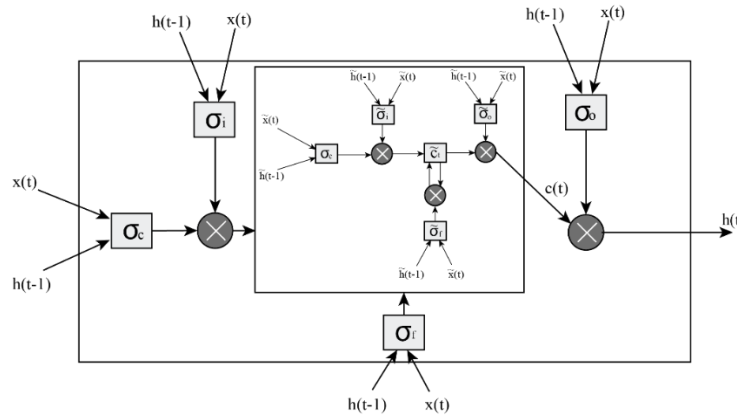 h(t-1) x(t)
h(t-1) x(t)
σi
σo
h̃(t-1) x̃(t)
h̃(t-1) x̃(t)
σ̃i
σ̃o
x̃(t)
σc
c̃t
h̃(t-1)
x(t)
c(t)
σc
h(t
σ̃f
h(t-1)
h̃(t-1) x̃(t)
σf
h(t-1) x(t)